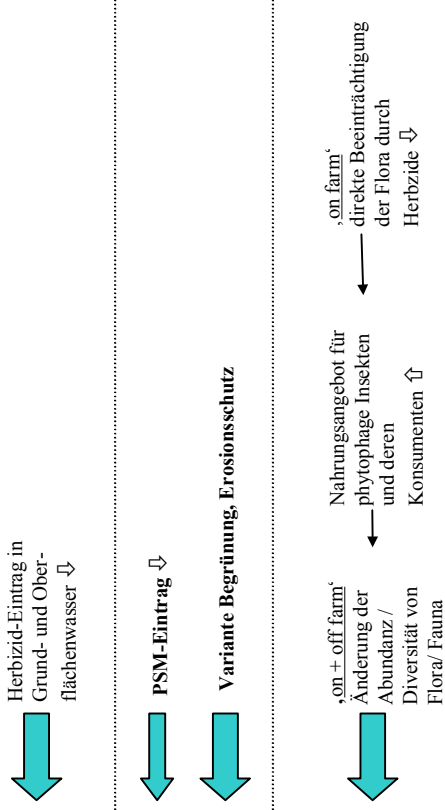 Herbizid-Eintrag in
Grund- und Ober-
flächenwasser ⇩
PSM-Eintrag ⇩
Variante Begrünung, Erosionsschutz
‚on + off farm‘
Änderung der
Abundanz /
Diversität von
Flora/ Fauna
Nahrungsangebot für
phytophage Insekten
und deren
Konsumenten ⇧
‚on farm‘
direkte Beeinträchtigung
der Flora durch
Herbzide ⇩